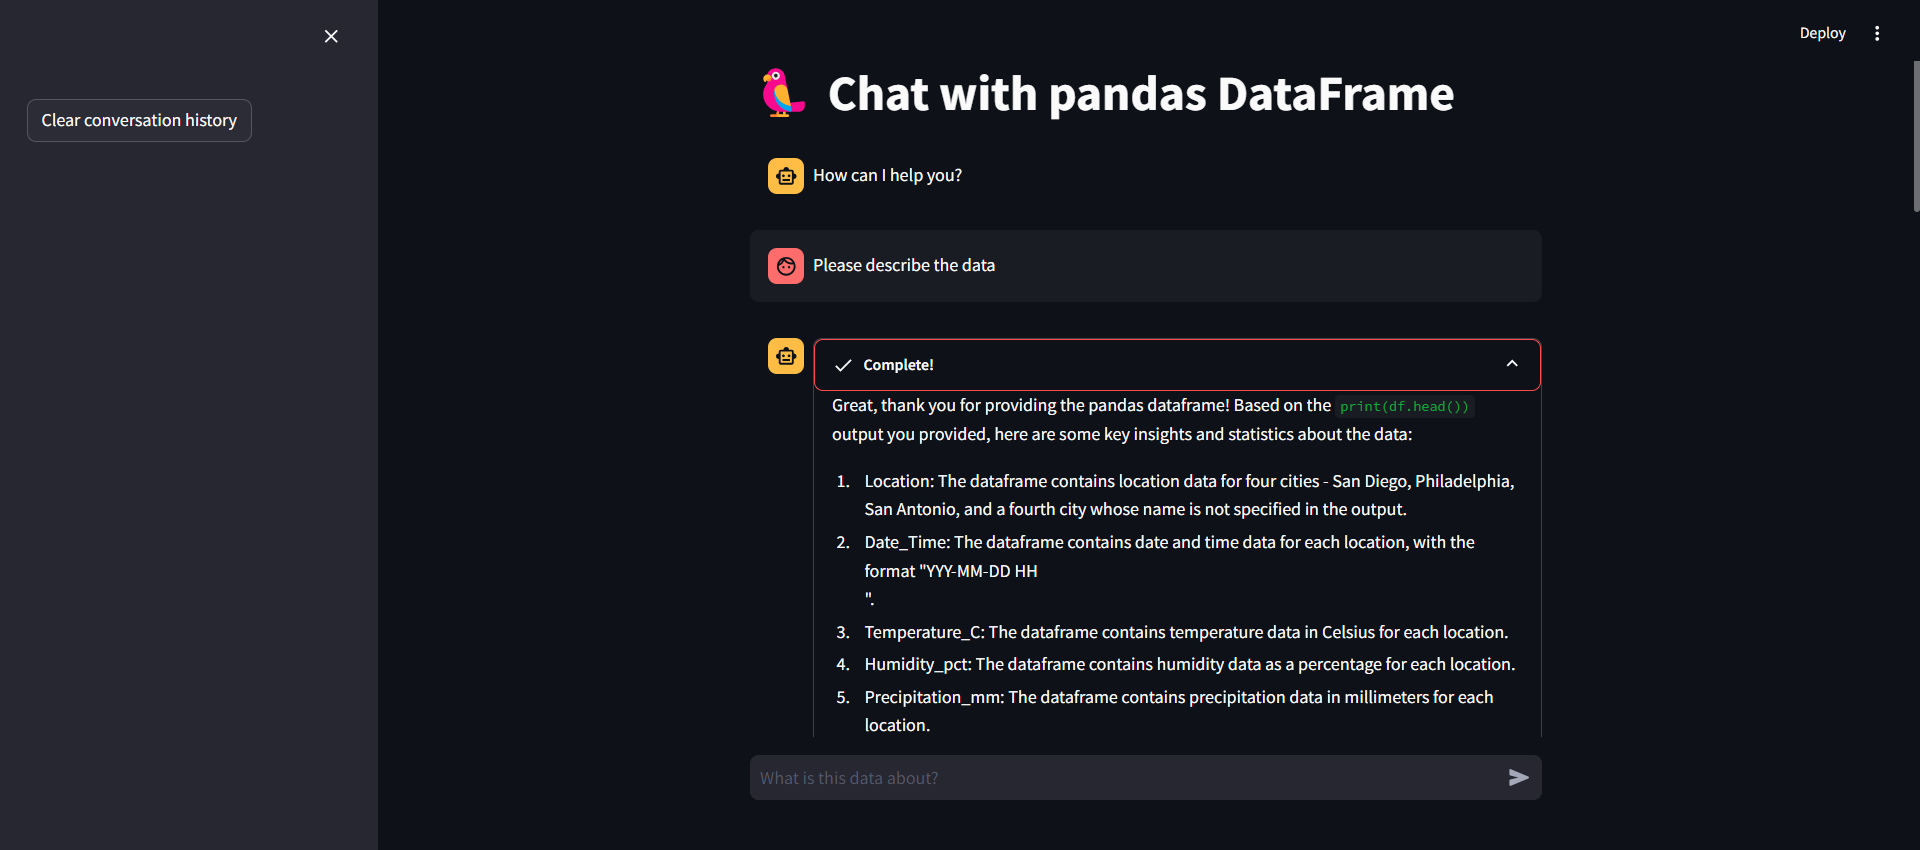 Deploy
Clear conversation history
Chat with pandas DataFrame
How can I help you?
Please describe the data
Complete!
Great, thank you for providing the pandas dataframe! Based on the print(df.head())
output you provided, here are some key insights and statistics about the data:
1. Location: The dataframe contains location data for four cities - San Diego, Philadelphia,
San Antonio, and a fourth city whose name is not specified in the output.
2. Date_Time: The dataframe contains date and time data for each location, with the
format "YYY-MM-DD HH
".
3. Temperature_C: The dataframe contains temperature data in Celsius for each location.
4. Humidity_pct: The dataframe contains humidity data as a percentage for each location.
5. Precipitation_mm: The dataframe contains precipitation data in millimeters for each
location.
What is this data about?